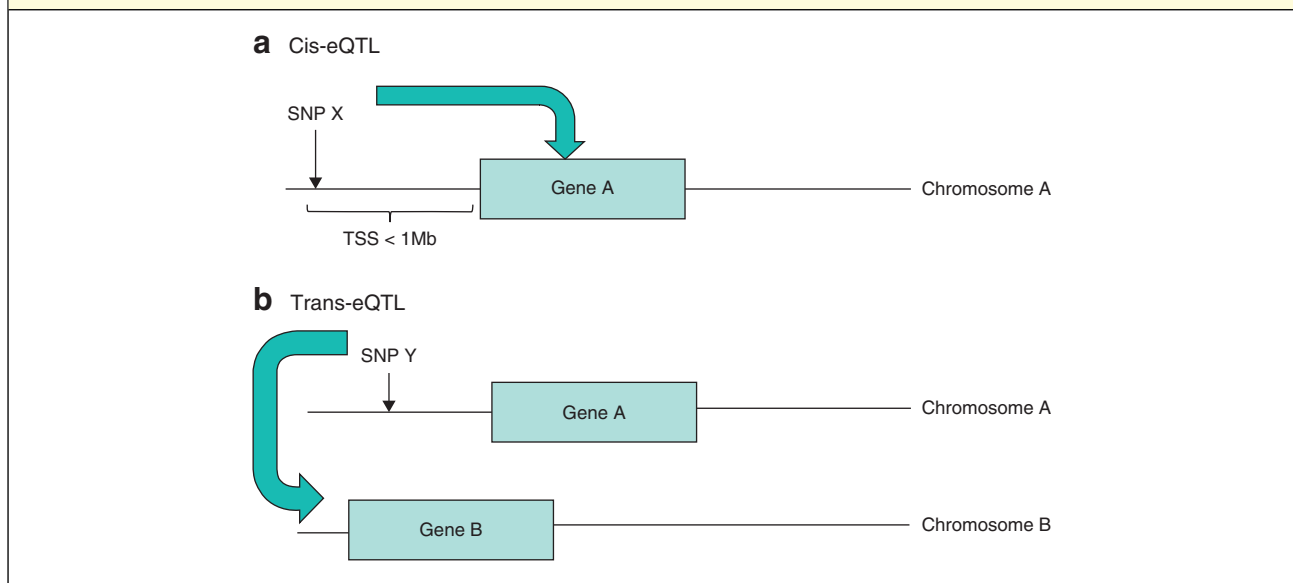 a Cis-eQTL
SNP X
Gene A
Chromosome A
TSS < 1Mb
b Trans-eQTL
SNP Y
Gene A
Chromosome A
Gene B
Chromosome B